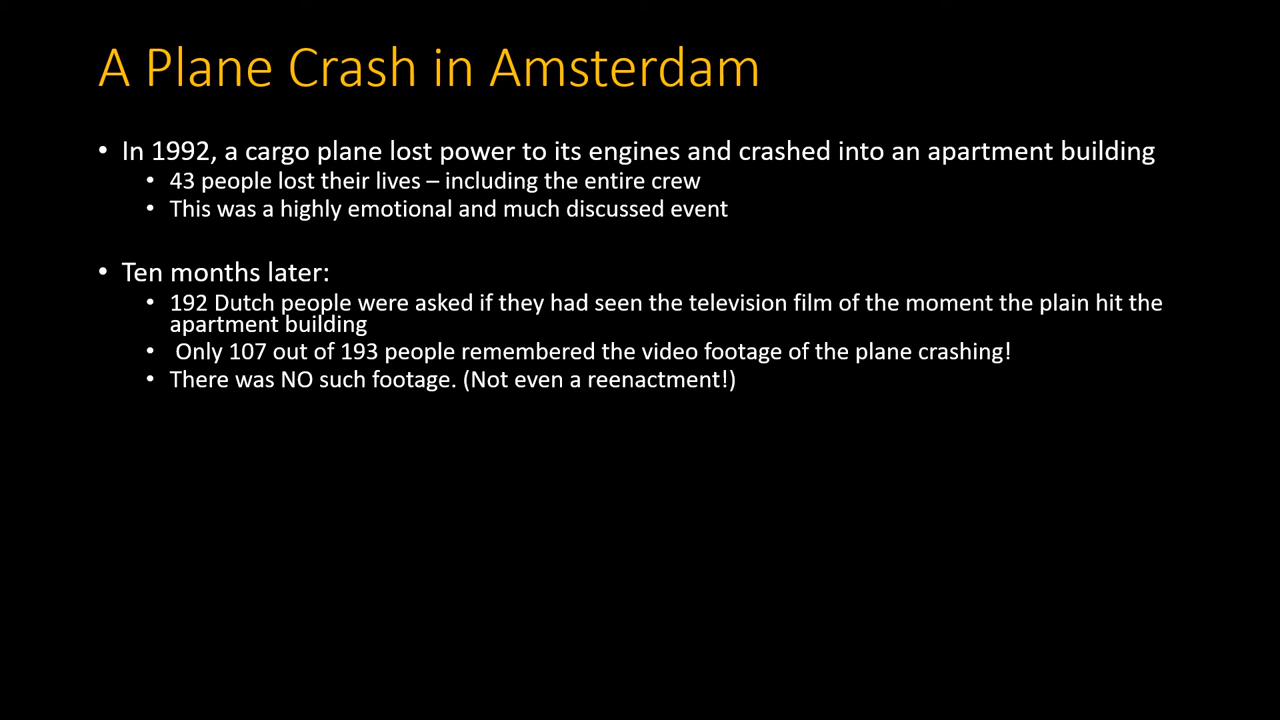 A Plane Crash in Amsterdam
• In 1992, a cargo plane lost power to its engines and crashed into an apartment building
• 43 people lost their lives – including the entire crew
• This was a highly emotional and much discussed event
• Ten months later:
• 192 Dutch people were asked if they had seen the television film of the moment the plain hit the
apartment building
• Only 107 out of 193 people remembered the video footage of the plane crashing!
• There was NO such footage. (Not even a reenactment!)